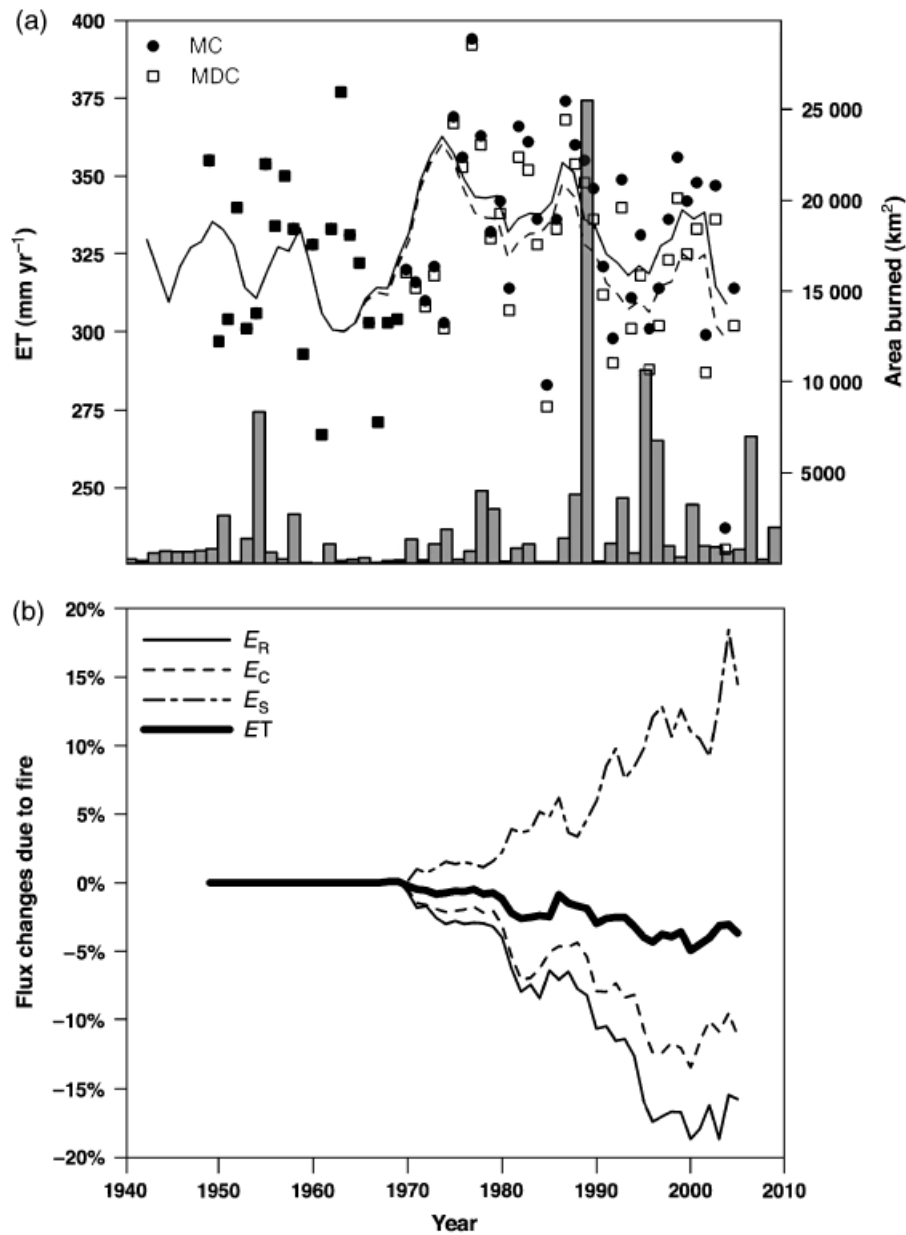 (a)
MC
MDC
400
375
350
325
300
275
250
ET (mm yr⁻¹)
25 000
20 000
15 000
10 000
5000
Area burned (km²)
(b)
E_R
E_C
E_S
ET
20%
15%
10%
5%
0%
−5%
−10%
−15%
−20%
Flux changes due to fire
1940 1950 1960 1970 1980 1990 2000 2010
Year